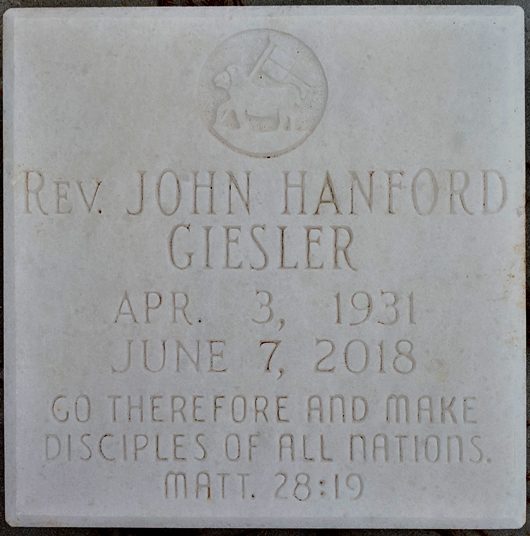 Rev. JOHN HANFORD
GIESLER
APR. 3, 1931
JUNE 7, 2018
GO THEREFORE AND MAKE
DISCIPLES OF ALL NATIONS.
MATT. 28:19